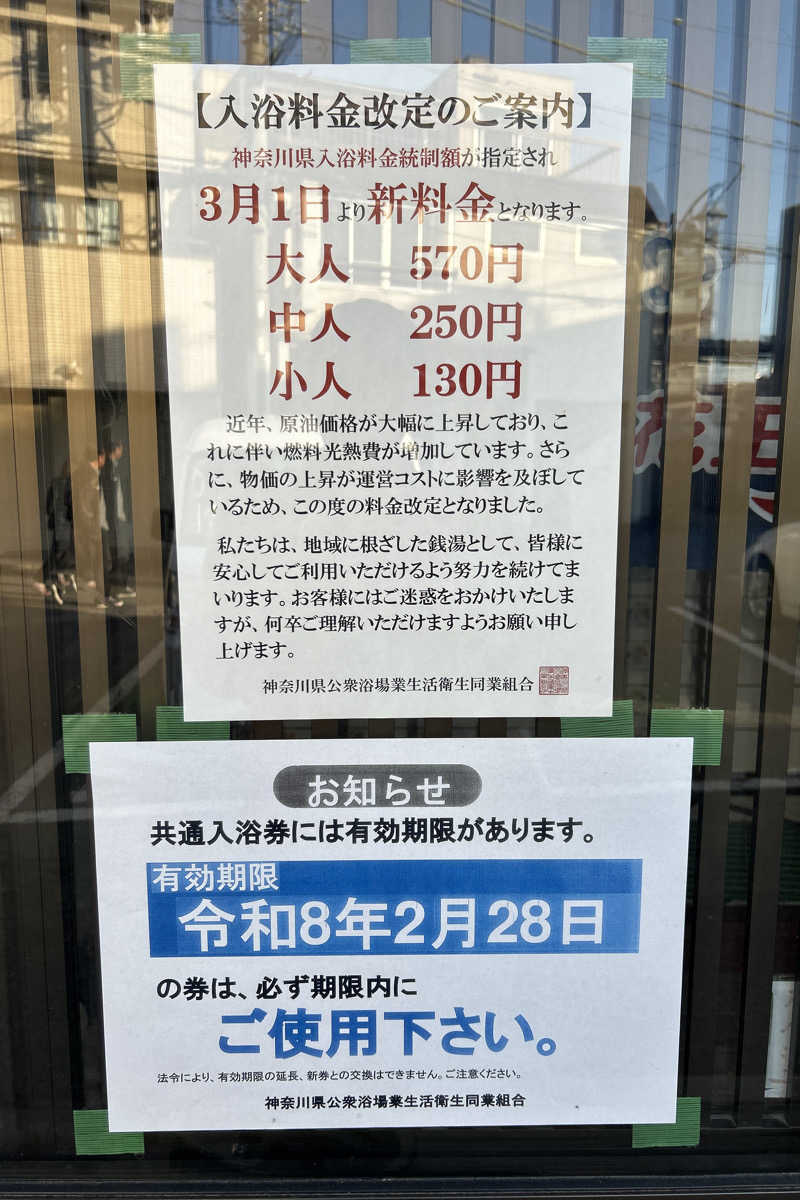 【入浴料金改定のご案内】
神奈川県入浴料金統制額が指定され
3月1日より新料金となります。
大人 570円
中人 250円
小人 130円
近年、原油価格が大幅に上昇しており、こ
れに伴い燃料光熱費が増加しています。さら
に、物価の上昇が運営コストに影響を及ぼして
いるため、この度の料金改定となりました。
私たちは、地域に根ざした銭湯として、皆様に
安心してご利用いただけるよう努力を続けてま
いります。お客様にはご迷惑をおかけいたしま
すが、何卒ご理解いただけますようお願い申し
上げます。
神奈川県公衆浴場業生活衛生同業組合
お知らせ
共通入浴券には有効期限があります。
有効期限
令和8年2月28日
の券は、必ず期限内に
ご使用下さい。
法令により、有効期限の延長、新券との交換はできません。ご注意ください。
神奈川県公衆浴場業生活衛生同業組合